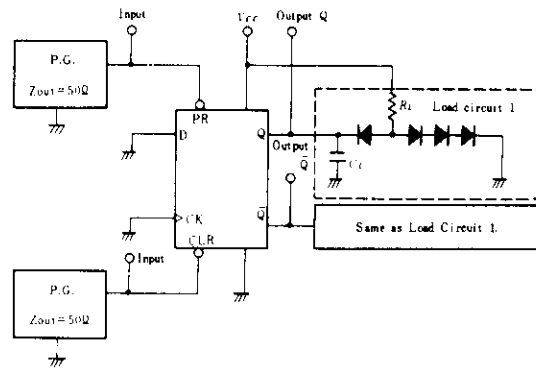 Input
Vcc
Output Q
P.G.
Zout=50Ω
PR
D
Q
RL
Load circuit 1
Output
Q̅
CL
CK
Q̅
Same as Load Circuit 1.
CLR
Input
P.G.
Zout=50Ω